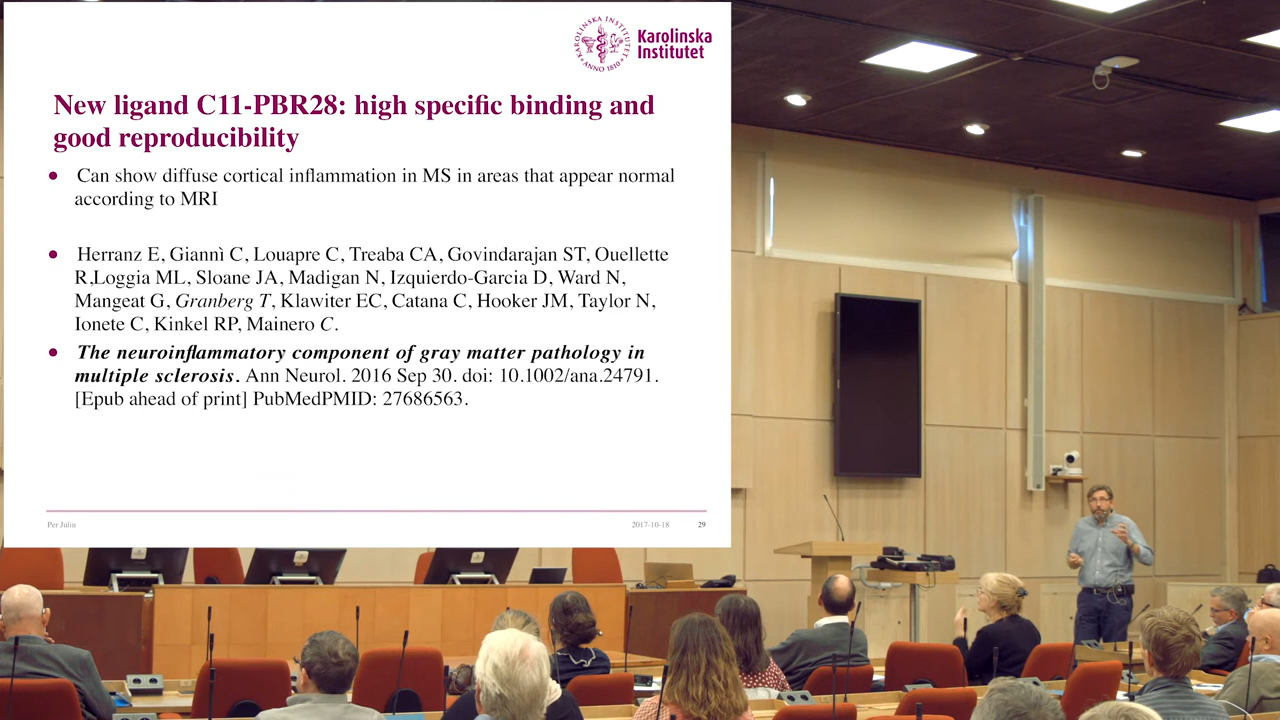 KAROLINSKA INSTITUTET
ANNO 1810
Karolinska
Institutet
New ligand C11-PBR28: high specific binding and
good reproducibility
• Can show diffuse cortical inflammation in MS in areas that appear normal
according to MRI
• Herranz E, Giannì C, Louapre C, Treaba CA, Govindarajan ST, Ouellette
R,Loggia ML, Sloane JA, Madigan N, Izquierdo-Garcia D, Ward N,
Mangeat G, Granberg T, Klawiter EC, Catana C, Hooker JM, Taylor N,
Ionete C, Kinkel RP, Mainero C.
• The neuroinflammatory component of gray matter pathology in
multiple sclerosis. Ann Neurol. 2016 Sep 30. doi: 10.1002/ana.24791.
[Epub ahead of print] PubMedPMID: 27686563.
Per Julin 2017-10-18 29